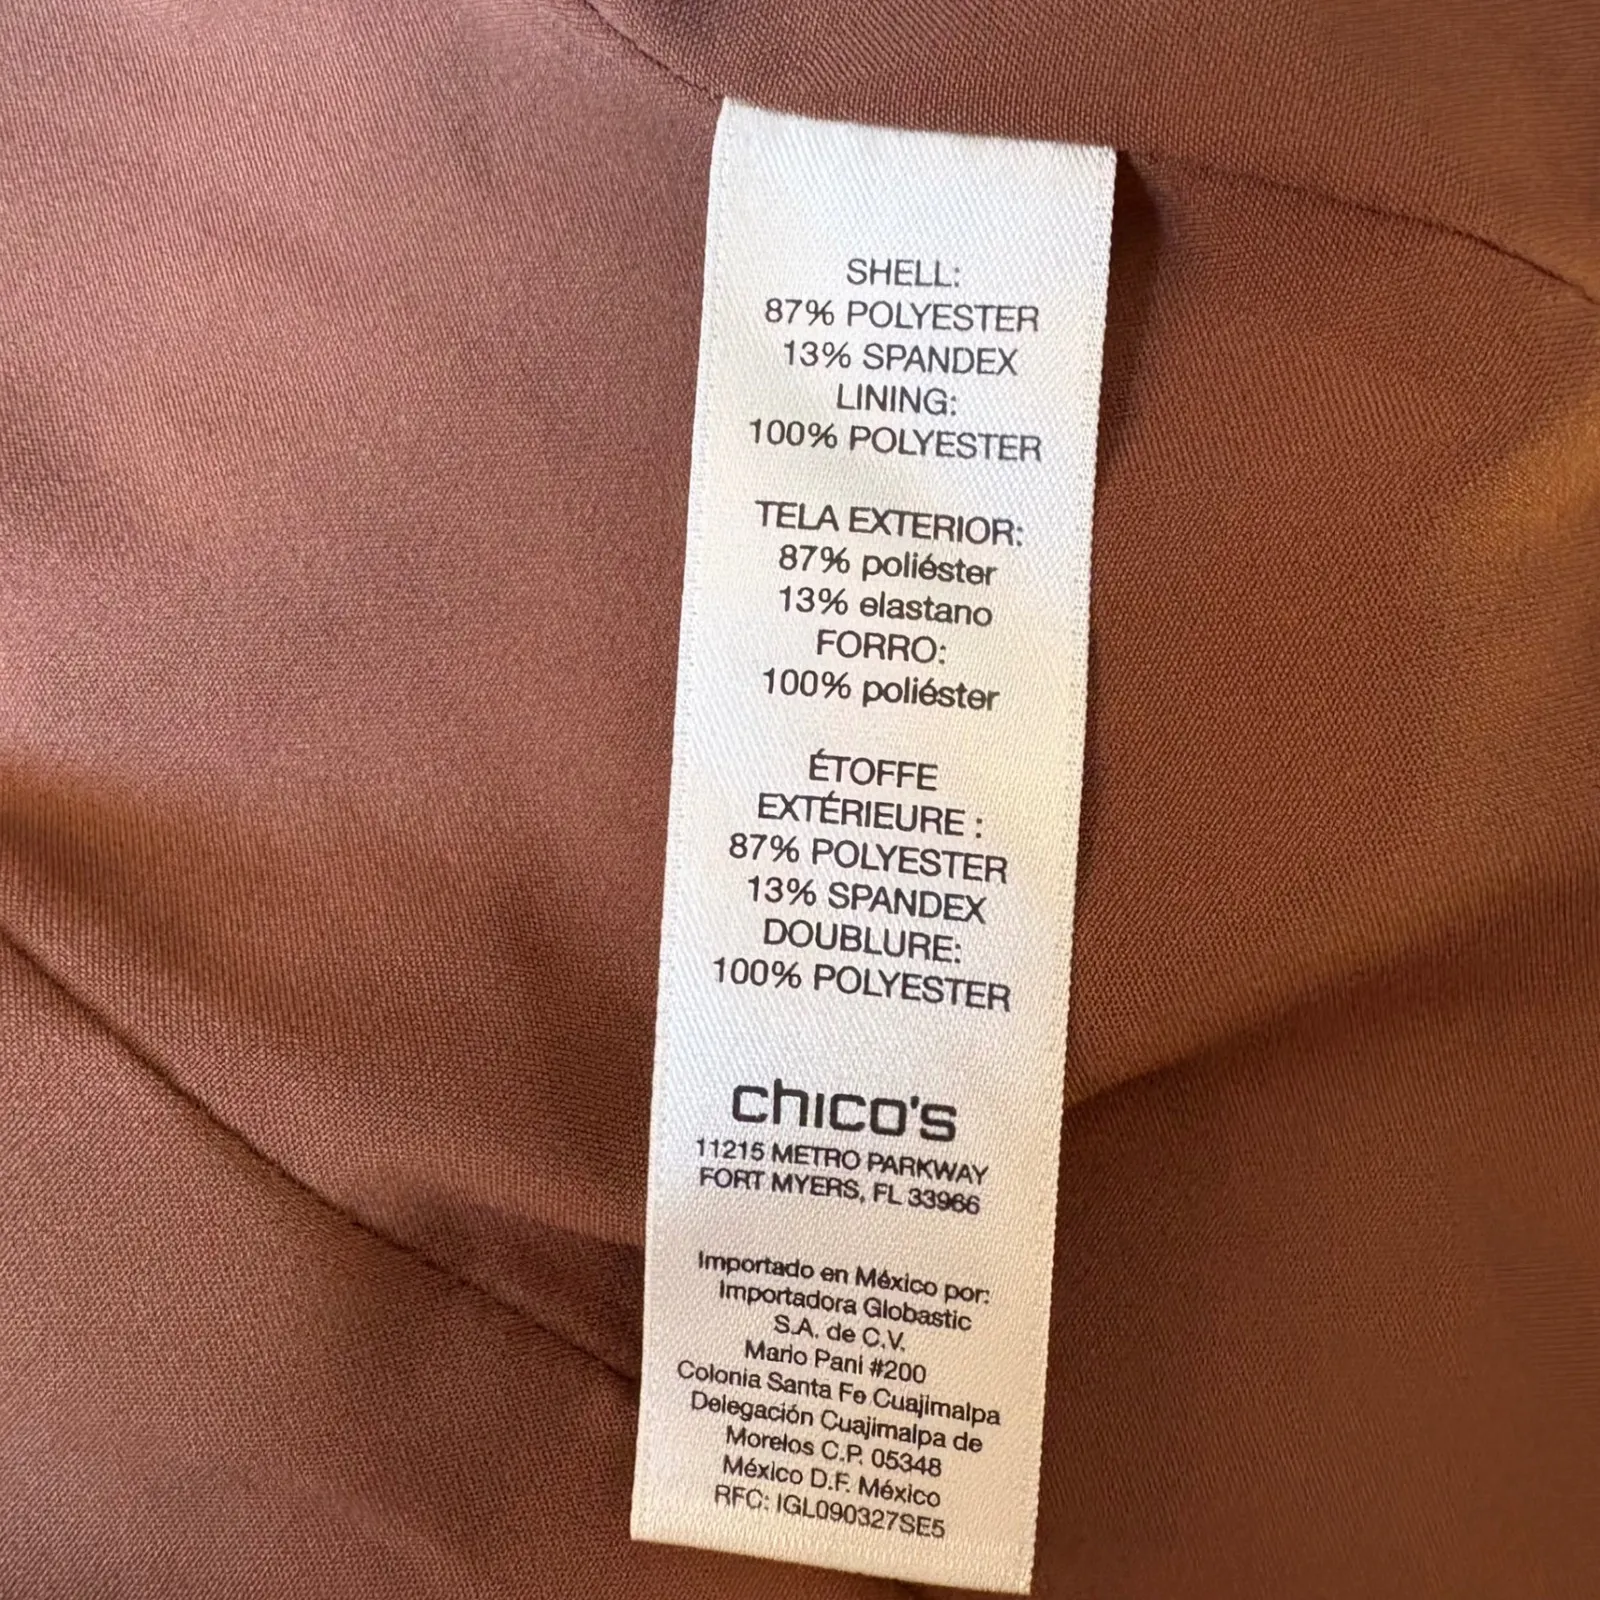 SHELL:
87% POLYESTER
13% SPANDEX
LINING:
100% POLYESTER
TELA EXTERIOR:
87% poliéster
13% elastano
FORRO:
100% poliéster
ÉTOFFE
EXTÉRIEURE :
87% POLYESTER
13% SPANDEX
DOUBLURE:
100% POLYESTER
chico's
11215 METRO PARKWAY
FORT MYERS, FL 33966
Importado en México por:
Importadora Globastic
S.A. de C.V.
Mario Pani #200
Colonia Santa Fe Cuajimalpa
Delegación Cuajimalpa de
Morelos C.P. 05348
México D.F. México
RFC: IGL090327SE5